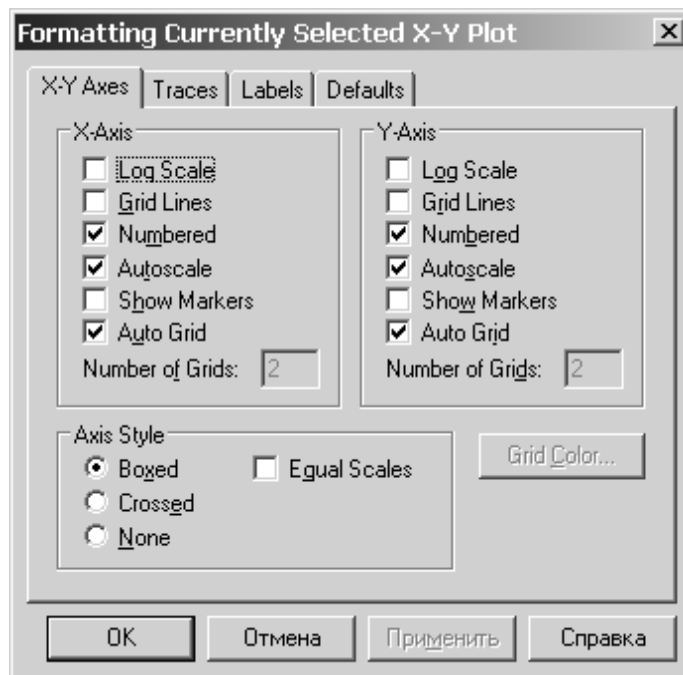 Formatting Currently Selected X-Y Plot
X-Y Axes Traces Labels Defaults
X-Axis
Log Scale
Grid Lines
Numbered
Autoscale
Show Markers
Auto Grid
Number of Grids: 2
Y-Axis
Log Scale
Grid Lines
Numbered
Autoscale
Show Markers
Auto Grid
Number of Grids: 2
Axis Style
Boxed
Crossed
None
Equal Scales
Grid Color...
OK Отмена Применить Справка